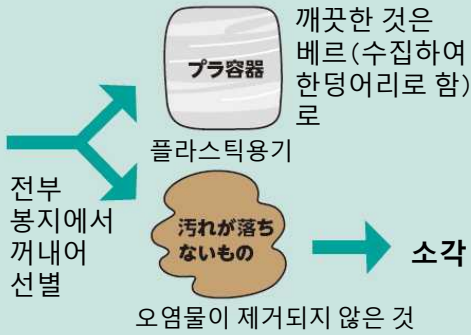 전부
봉지에서
꺼내어
선별
プラ容器
플라스틱용기
깨끗한 것은
베르(수집하여
한덩어리로 함)
로
汚れが落ち
ないもの
오염물이 제거되지 않은 것
소각